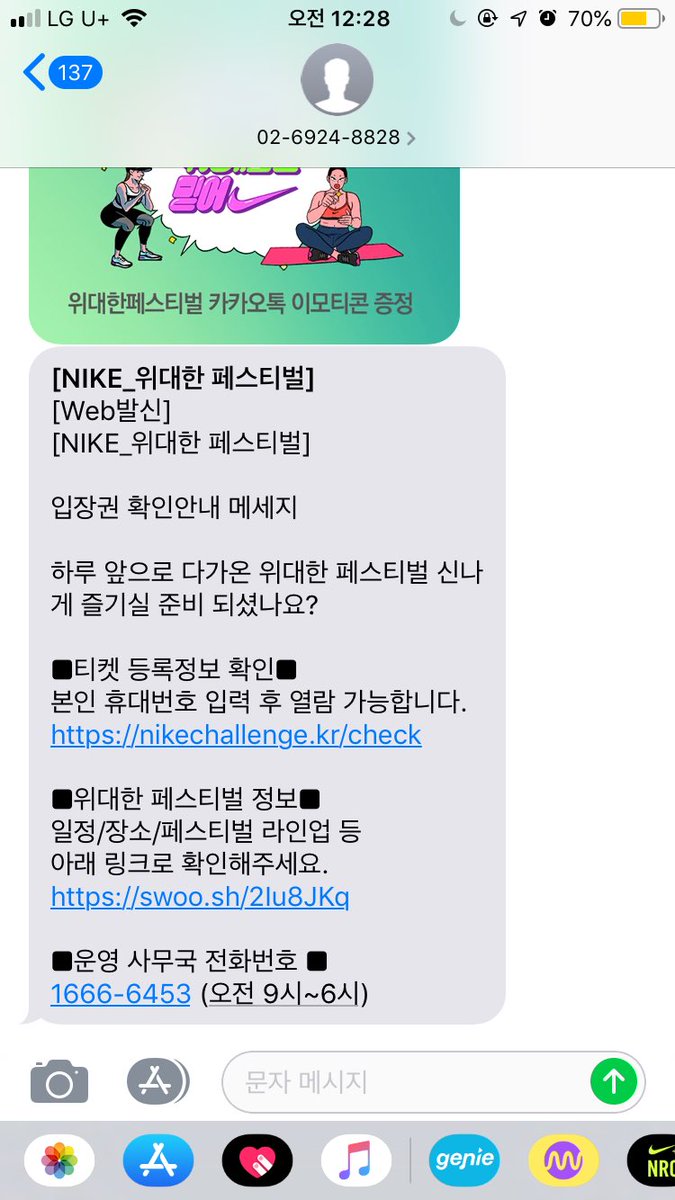 LG U+ 오전 12:28 70%
137
02-6924-8828
믿어
위대한페스티벌 카카오톡 이모티콘 증정
[NIKE_위대한 페스티벌]
[Web발신]
[NIKE_위대한 페스티벌]
입장권 확인안내 메세지
하루 앞으로 다가온 위대한 페스티벌 신나
게 즐기실 준비 되셨나요?
■티켓 등록정보 확인■
본인 휴대번호 입력 후 열람 가능합니다.
https://nikechallenge.kr/check
■위대한 페스티벌 정보■
일정/장소/페스티벌 라인업 등
아래 링크로 확인해주세요.
https://swoo.sh/2Iu8JKq
■운영 사무국 전화번호 ■
1666-6453 (오전 9시~6시)
문자 메시지
genie
NRC